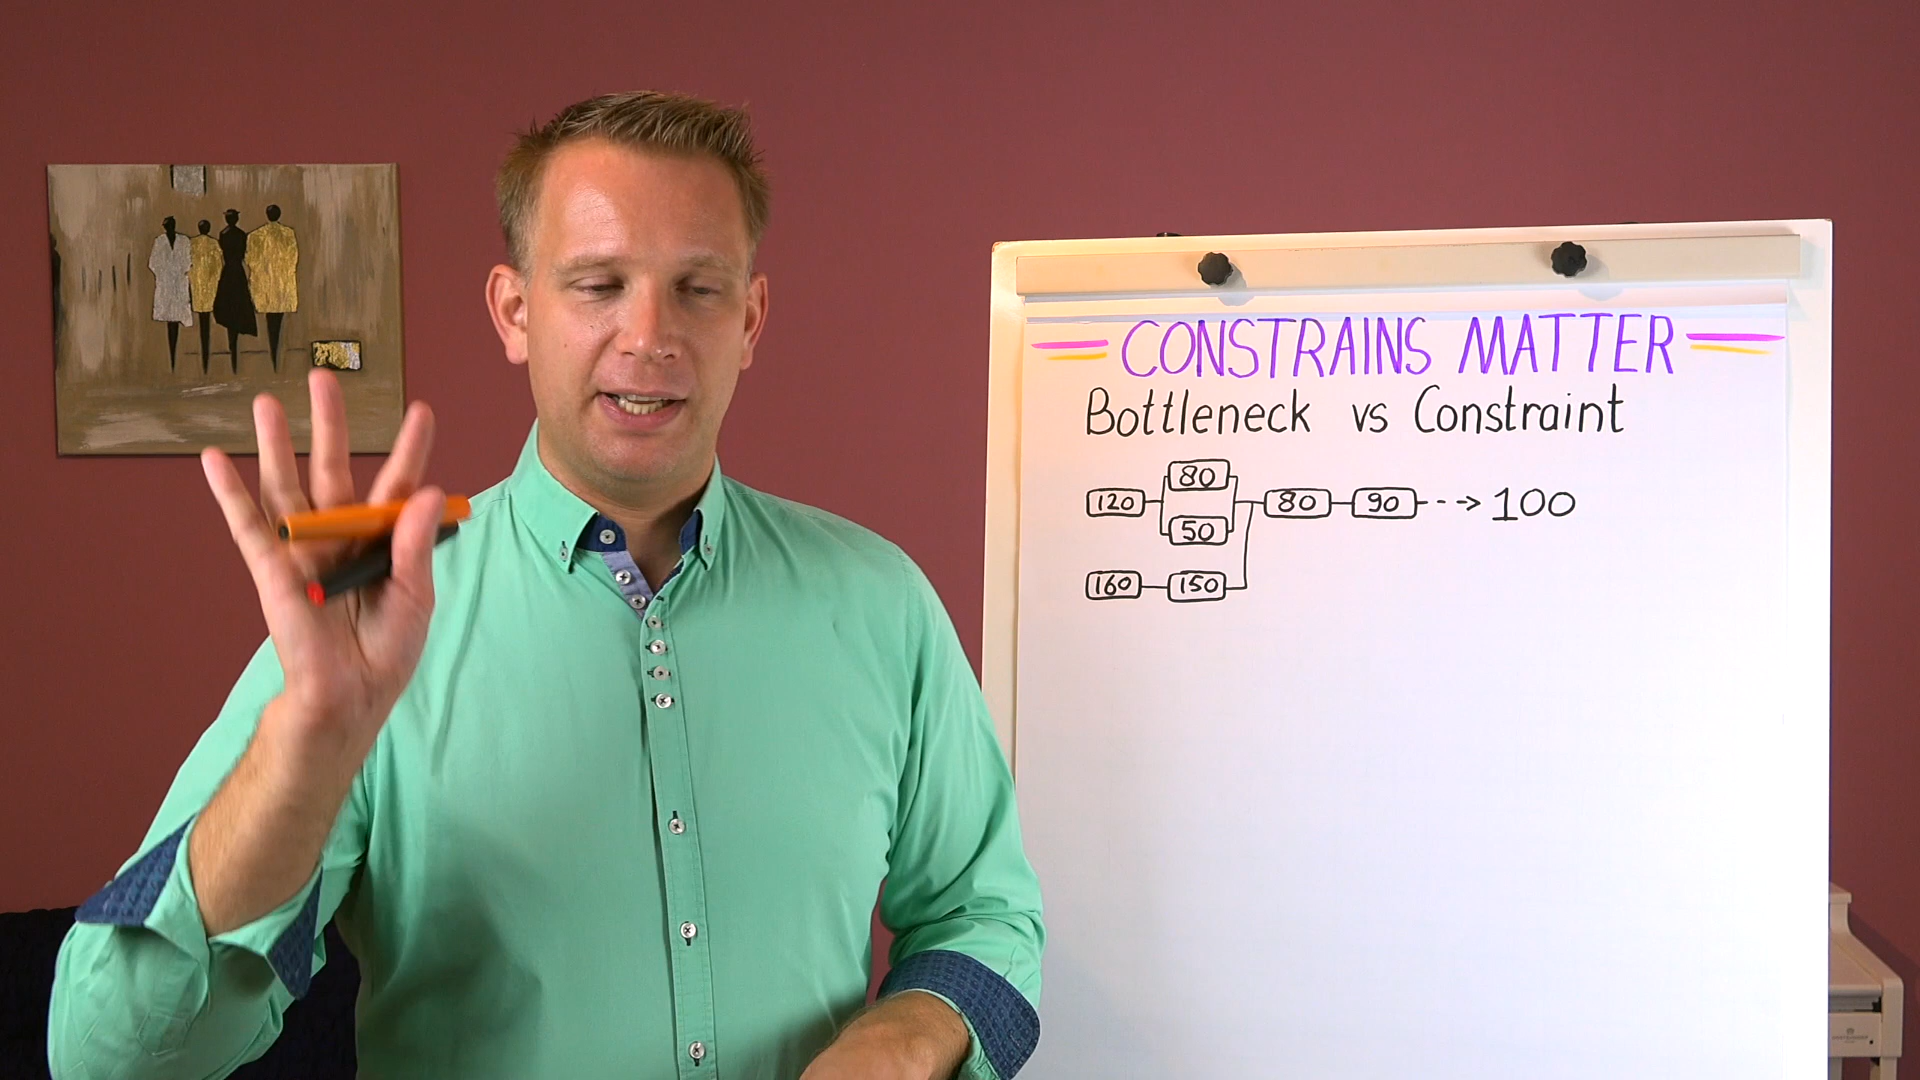 CONSTRAINS MATTER
Bottleneck vs Constraint
80
120 80 90 100
50
160 150